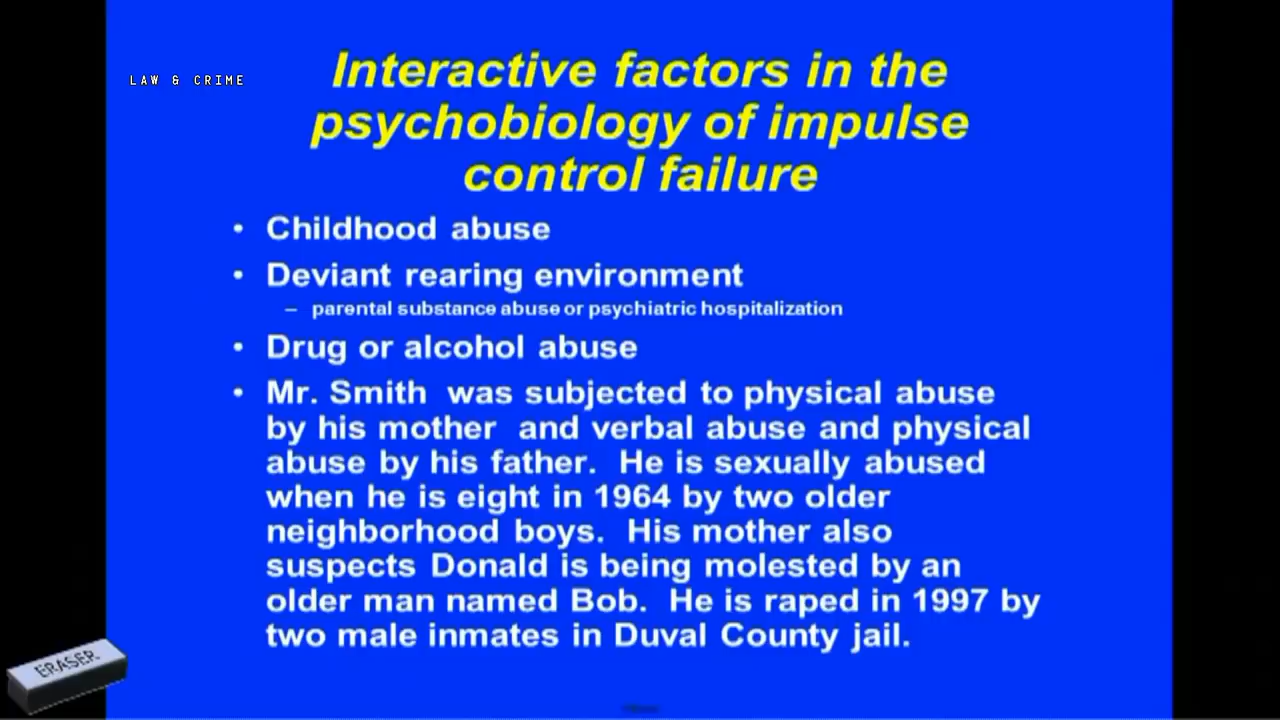 LAW & CRIME
Interactive factors in the
psychobiology of impulse
control failure
• Childhood abuse
• Deviant rearing environment
– parental substance abuse or psychiatric hospitalization
• Drug or alcohol abuse
• Mr. Smith was subjected to physical abuse
by his mother and verbal abuse and physical
abuse by his father. He is sexually abused
when he is eight in 1964 by two older
neighborhood boys. His mother also
suspects Donald is being molested by an
older man named Bob. He is raped in 1997 by
two male inmates in Duval County jail.
ERASER